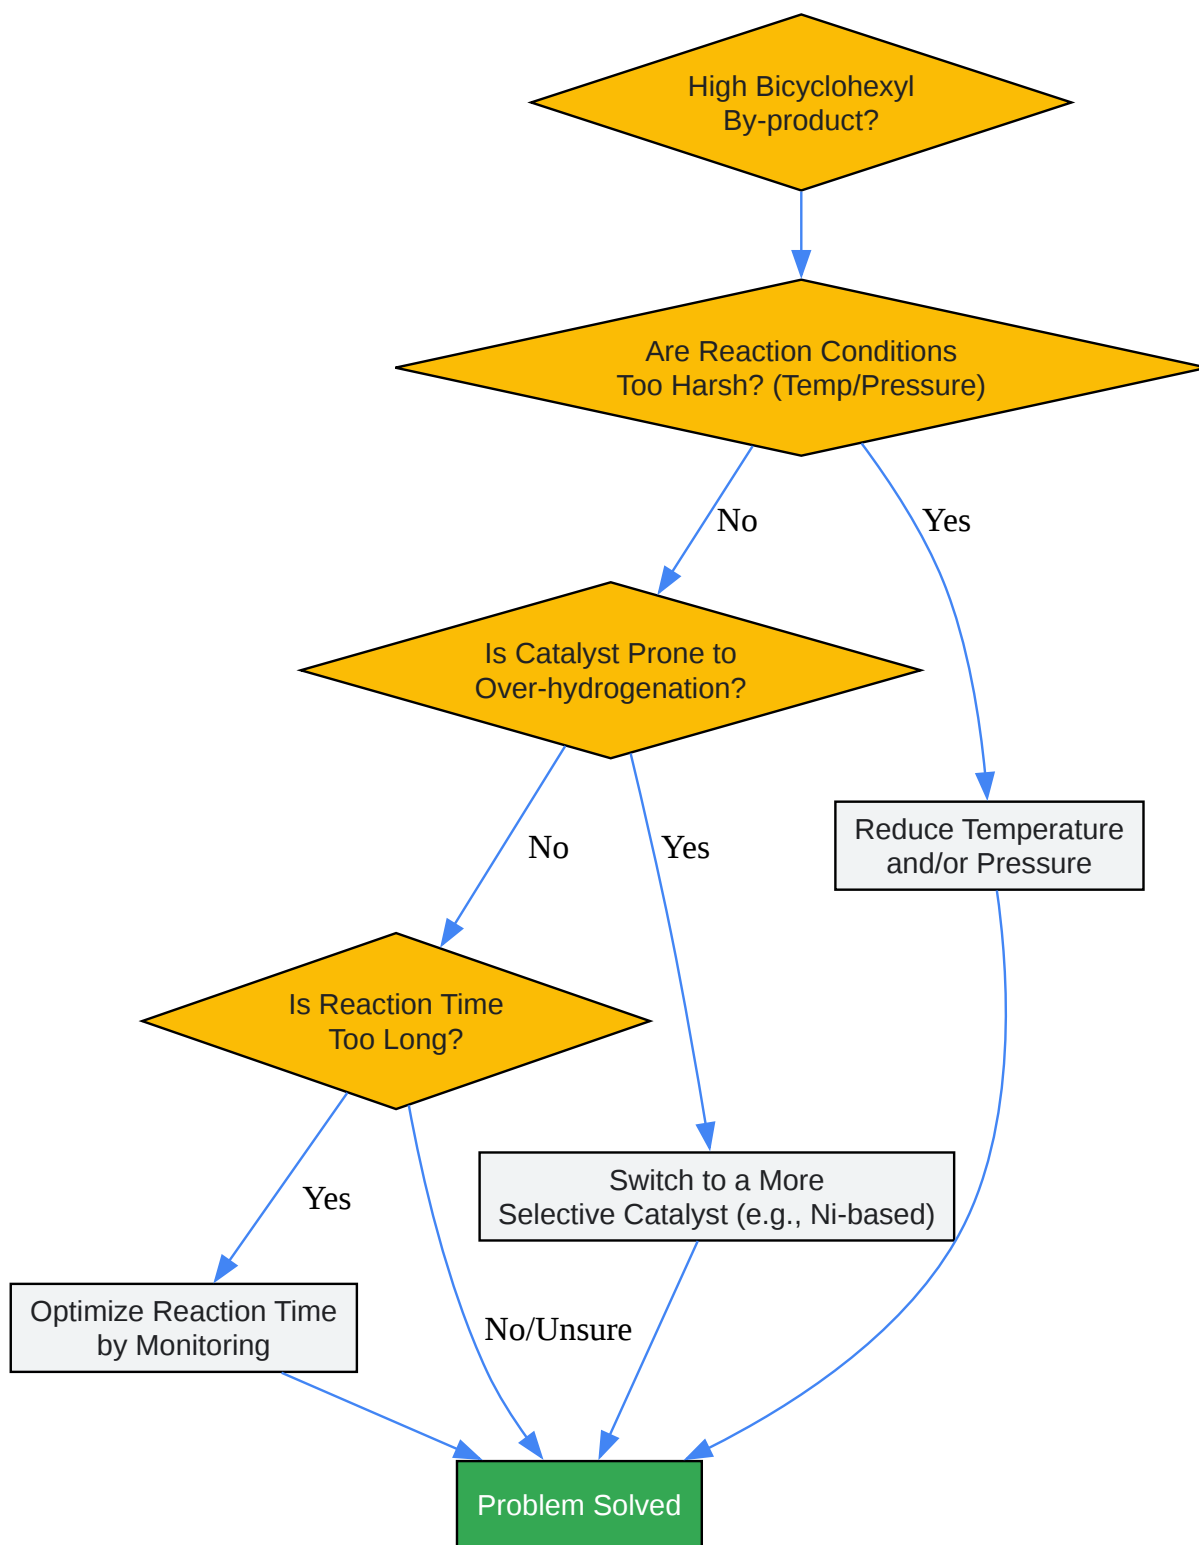 High Bicyclohexyl
By-product?
Are Reaction Conditions
Too Harsh? (Temp/Pressure)
No
Yes
Is Catalyst Prone to
Over-hydrogenation?
No
Yes
Reduce Temperature
and/or Pressure
Is Reaction Time
Too Long?
Yes
Switch to a More
Selective Catalyst (e.g., Ni-based)
Optimize Reaction Time
by Monitoring
No/Unsure
Problem Solved